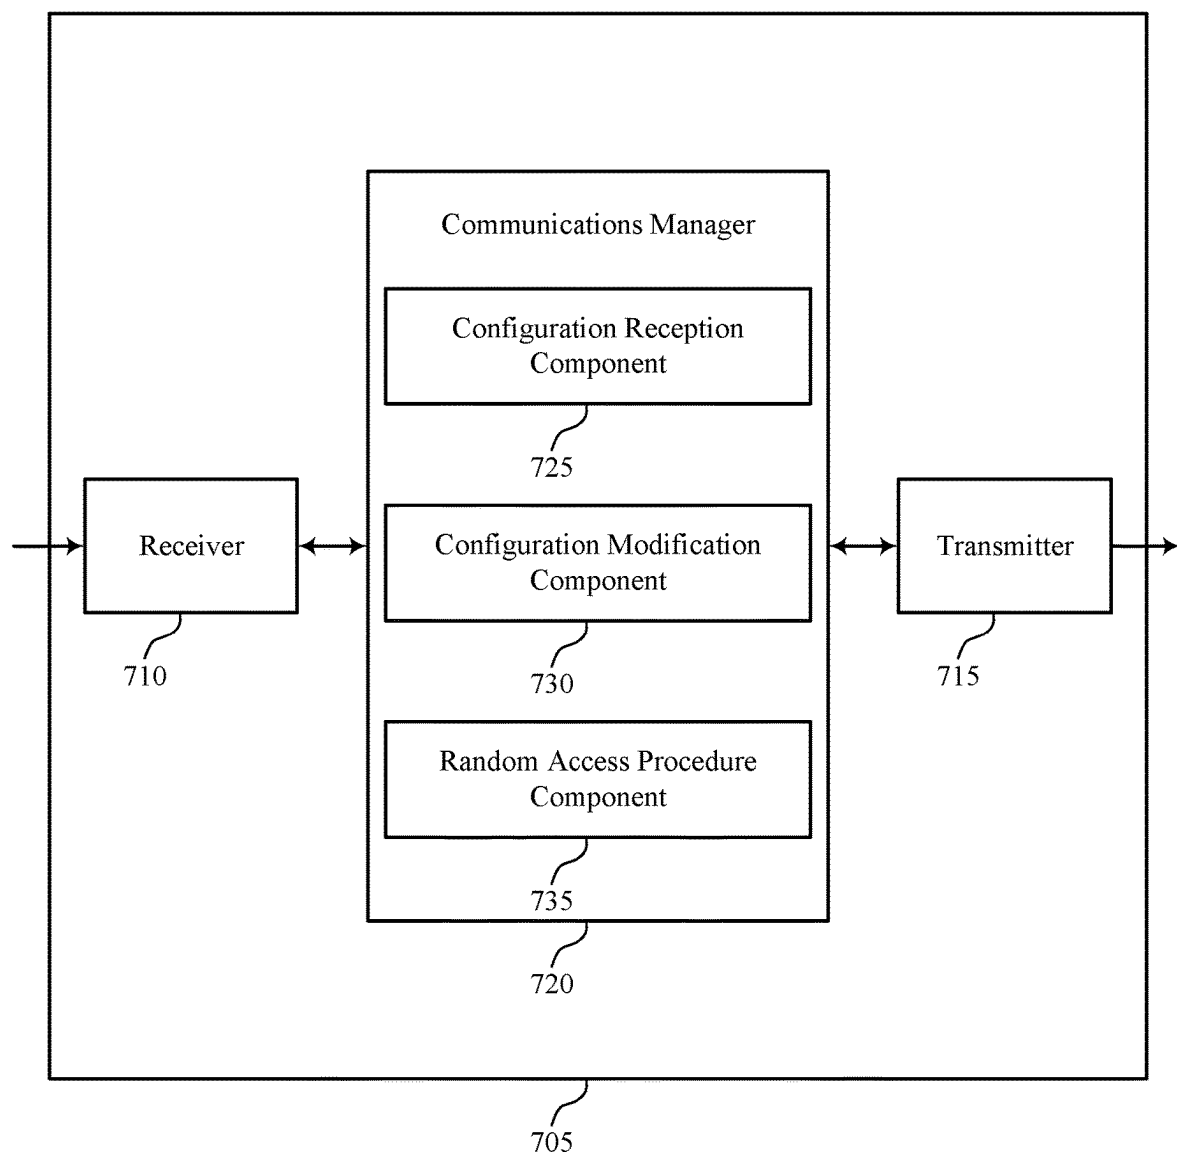 Communications Manager
Configuration Reception
Component
725
Receiver
710
Configuration Modification
Component
730
Transmitter
715
Random Access Procedure
Component
735
720
705